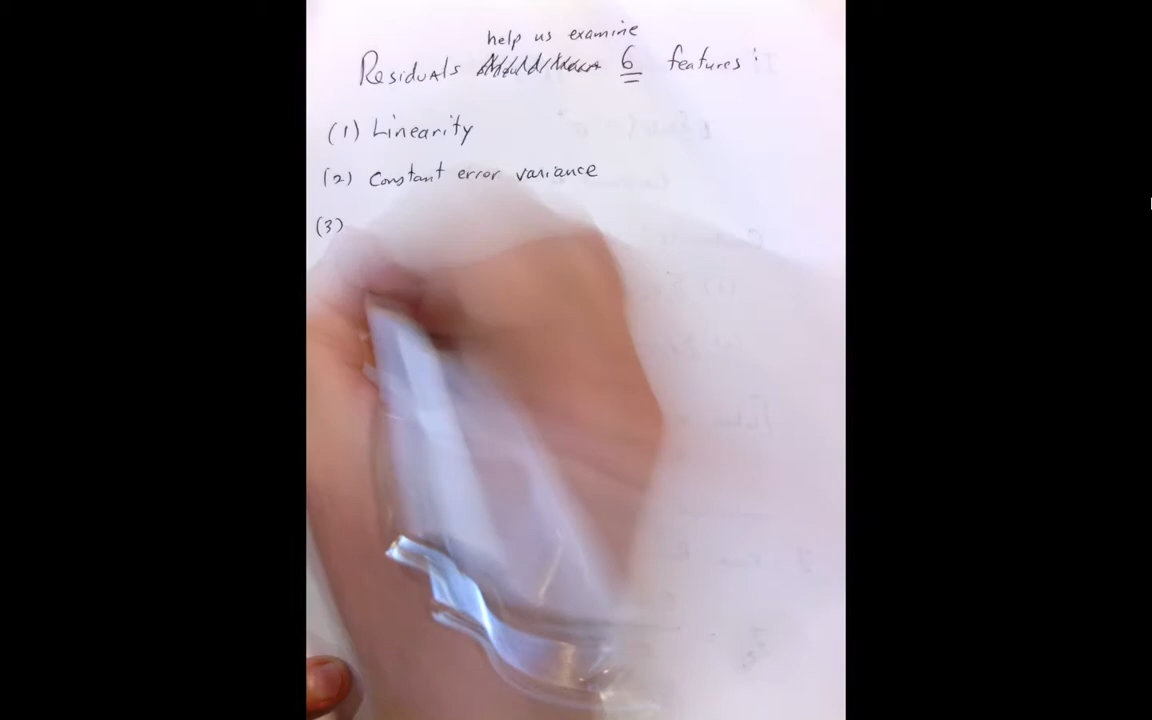 help us examine
Residuals 6 features:
(1) Linearity
(2) Constant error variance
(3)